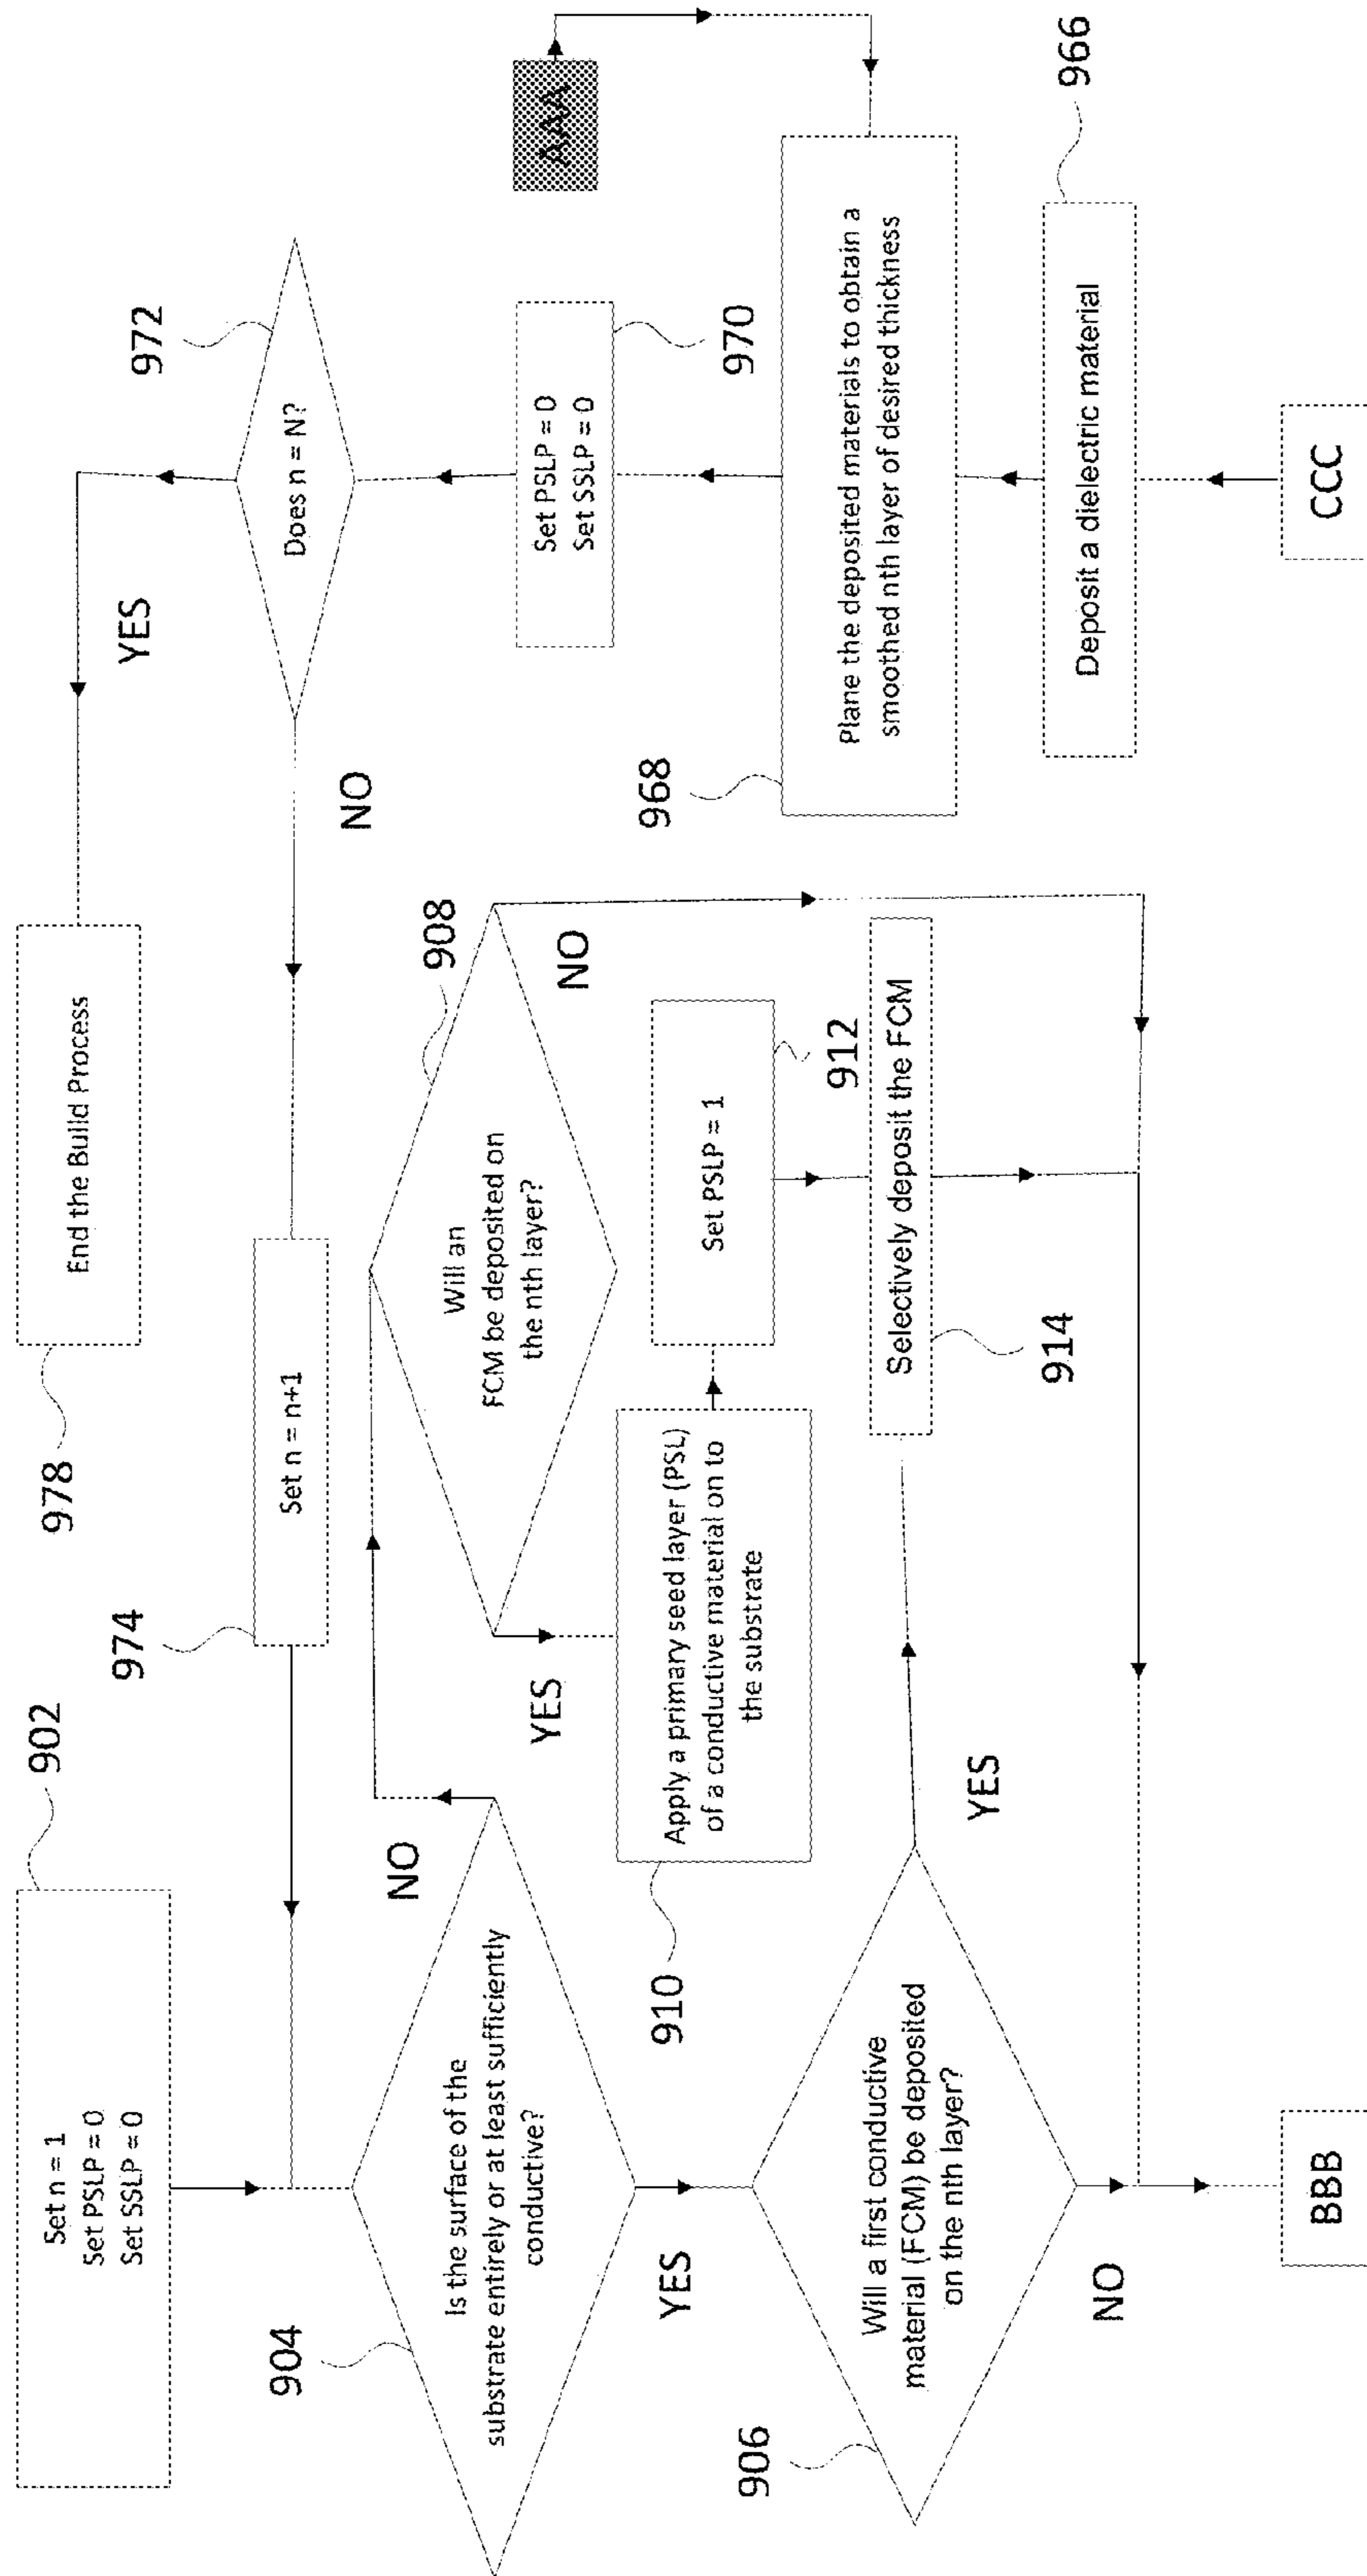 902
Set n = 1
Set PSLP = 0
Set SSLP = 0
904
Is the surface of the
substrate entirely or at least sufficiently
conductive?
NO
YES
906
Will a first conductive
material (FCM) be deposited
on the nth layer?
YES
NO
BBB
908
Will an
FCM be deposited on
the nth layer?
NO
YES
910
Apply a primary seed layer (PSL)
of a conductive material on to
the substrate
Set PSLP = 1
912
Selectively deposit the FCM
914
974
Set n = n+1
978
End the Build Process
YES
NO
972
Does n = N?
Set PSLP = 0
Set SSLP = 0
970
AAA
968
Plane the deposited materials to obtain a
smoothed nth layer of desired thickness
966
Deposit a dielectric material
CCC